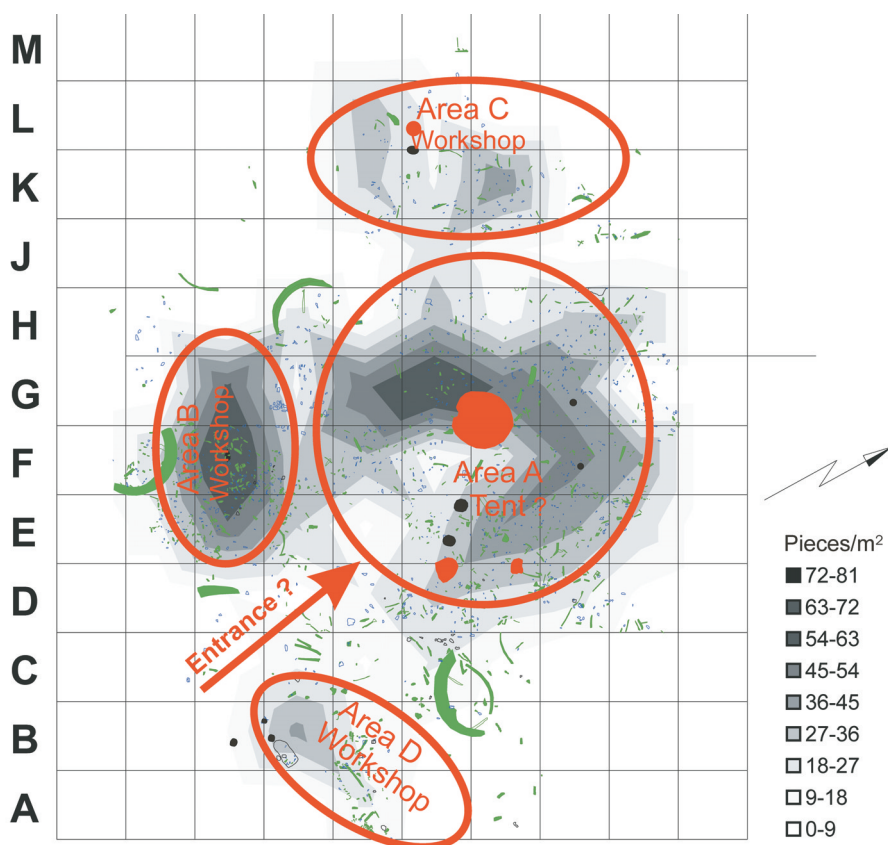 M
L
K
J
H
G
F
E
D
C
B
A
Area C
Workshop
Area B
Workshop
Area A
Tent ?
Entrance ?
Area D
Workshop
Pieces/m²
72-81
63-72
54-63
45-54
36-45
27-36
18-27
9-18
0-9